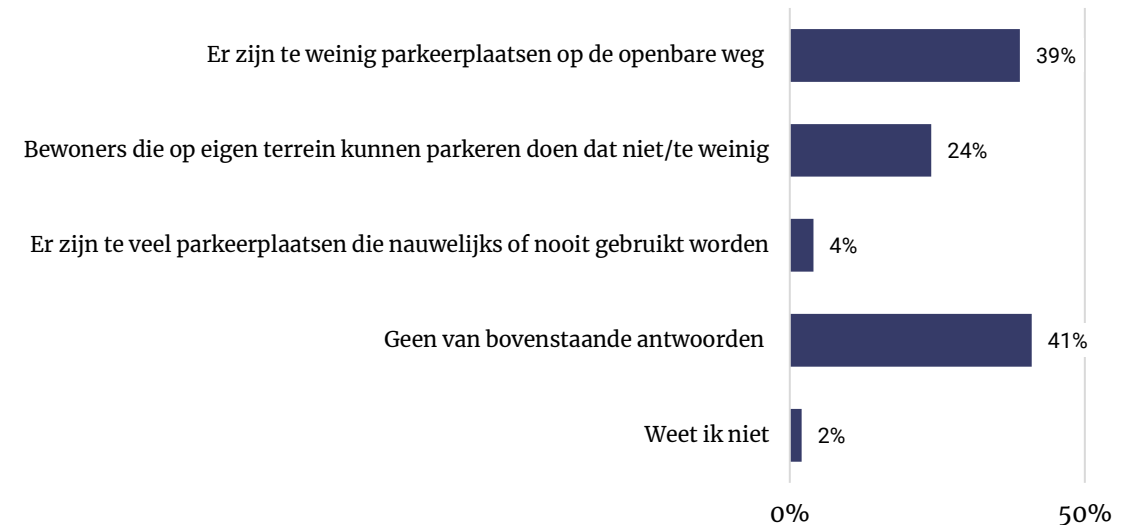 Er zijn te weinig parkeerplaatsen op de openbare weg 39%
Bewoners die op eigen terrein kunnen parkeren doen dat niet/te weinig 24%
Er zijn te veel parkeerplaatsen die nauwelijks of nooit gebruikt worden 4%
Geen van bovenstaande antwoorden 41%
Weet ik niet 2%
0% 50%